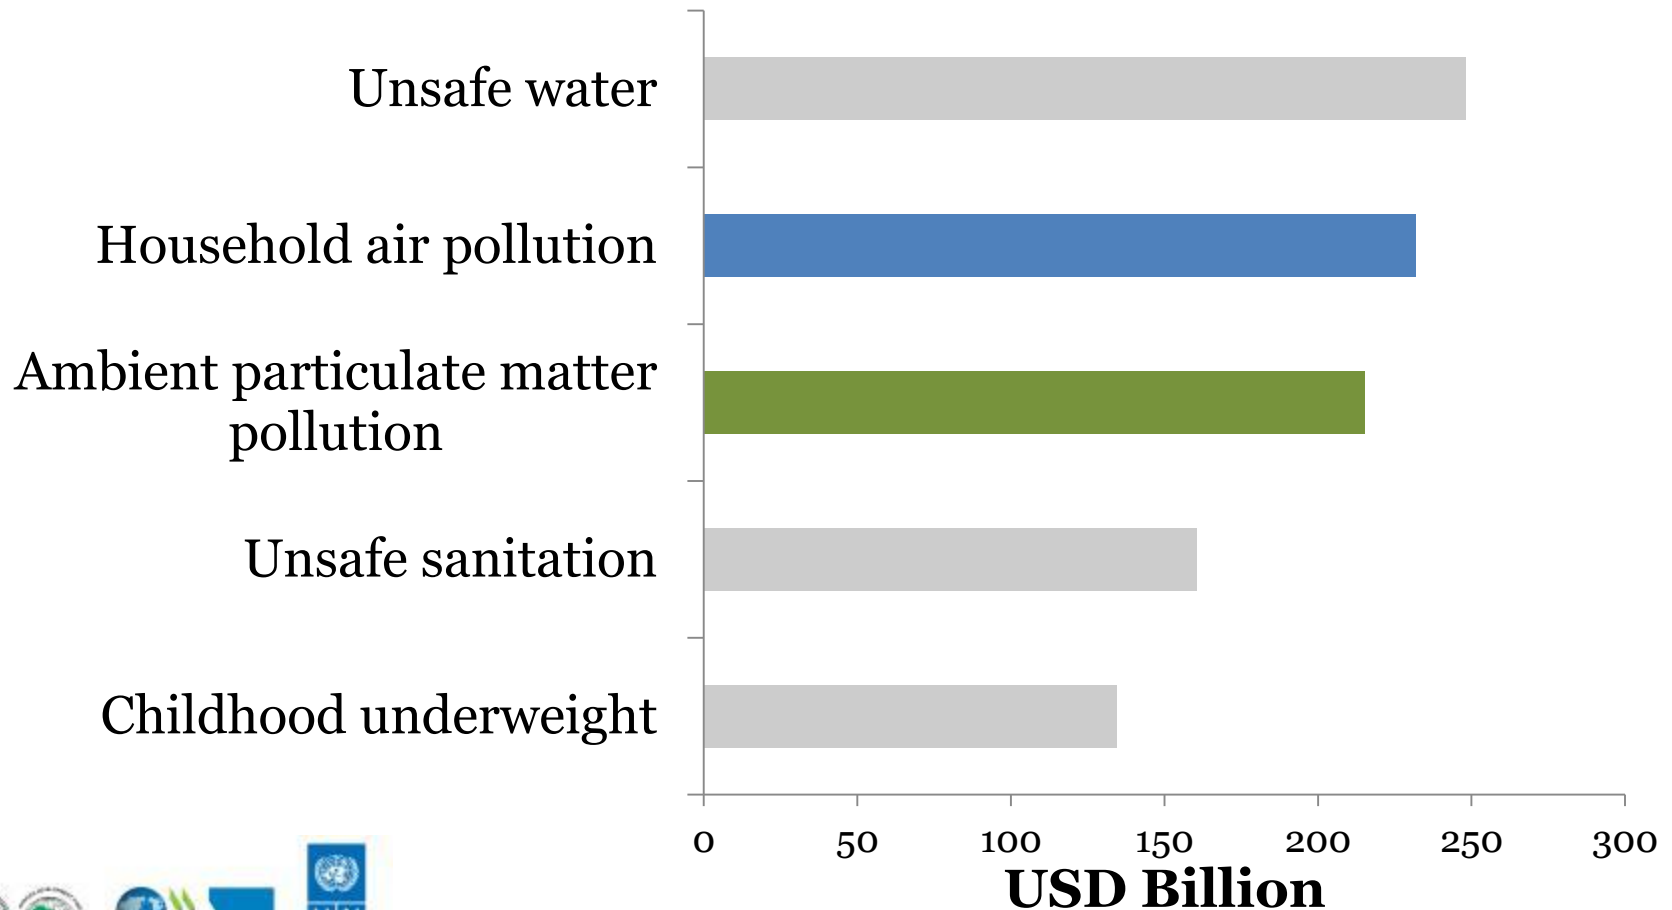 Unsafe water
Household air pollution
Ambient particulate matter
pollution
Unsafe sanitation
Childhood underweight
0 50 100 150 200 250 300
USD Billion